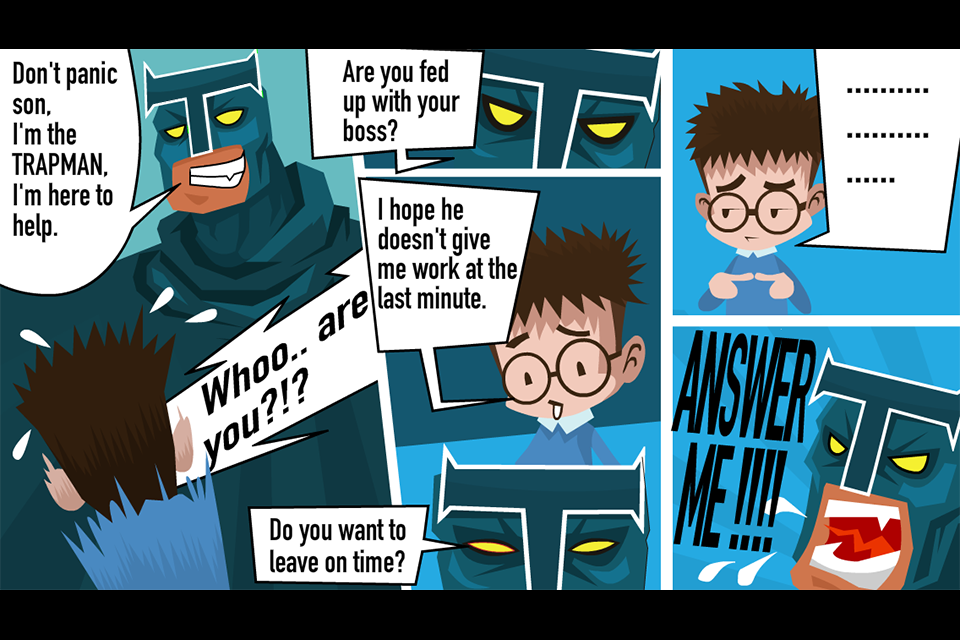 Don't panic
son,
I'm the
TRAPMAN,
I'm here to
help.
Whoo.. are
you?!?
Are you fed
up with your
boss?
I hope he
doesn't give
me work at the
last minute.
Do you want to
leave on time?
..........
..........
......
ANSWER
ME !!!!
!!!!